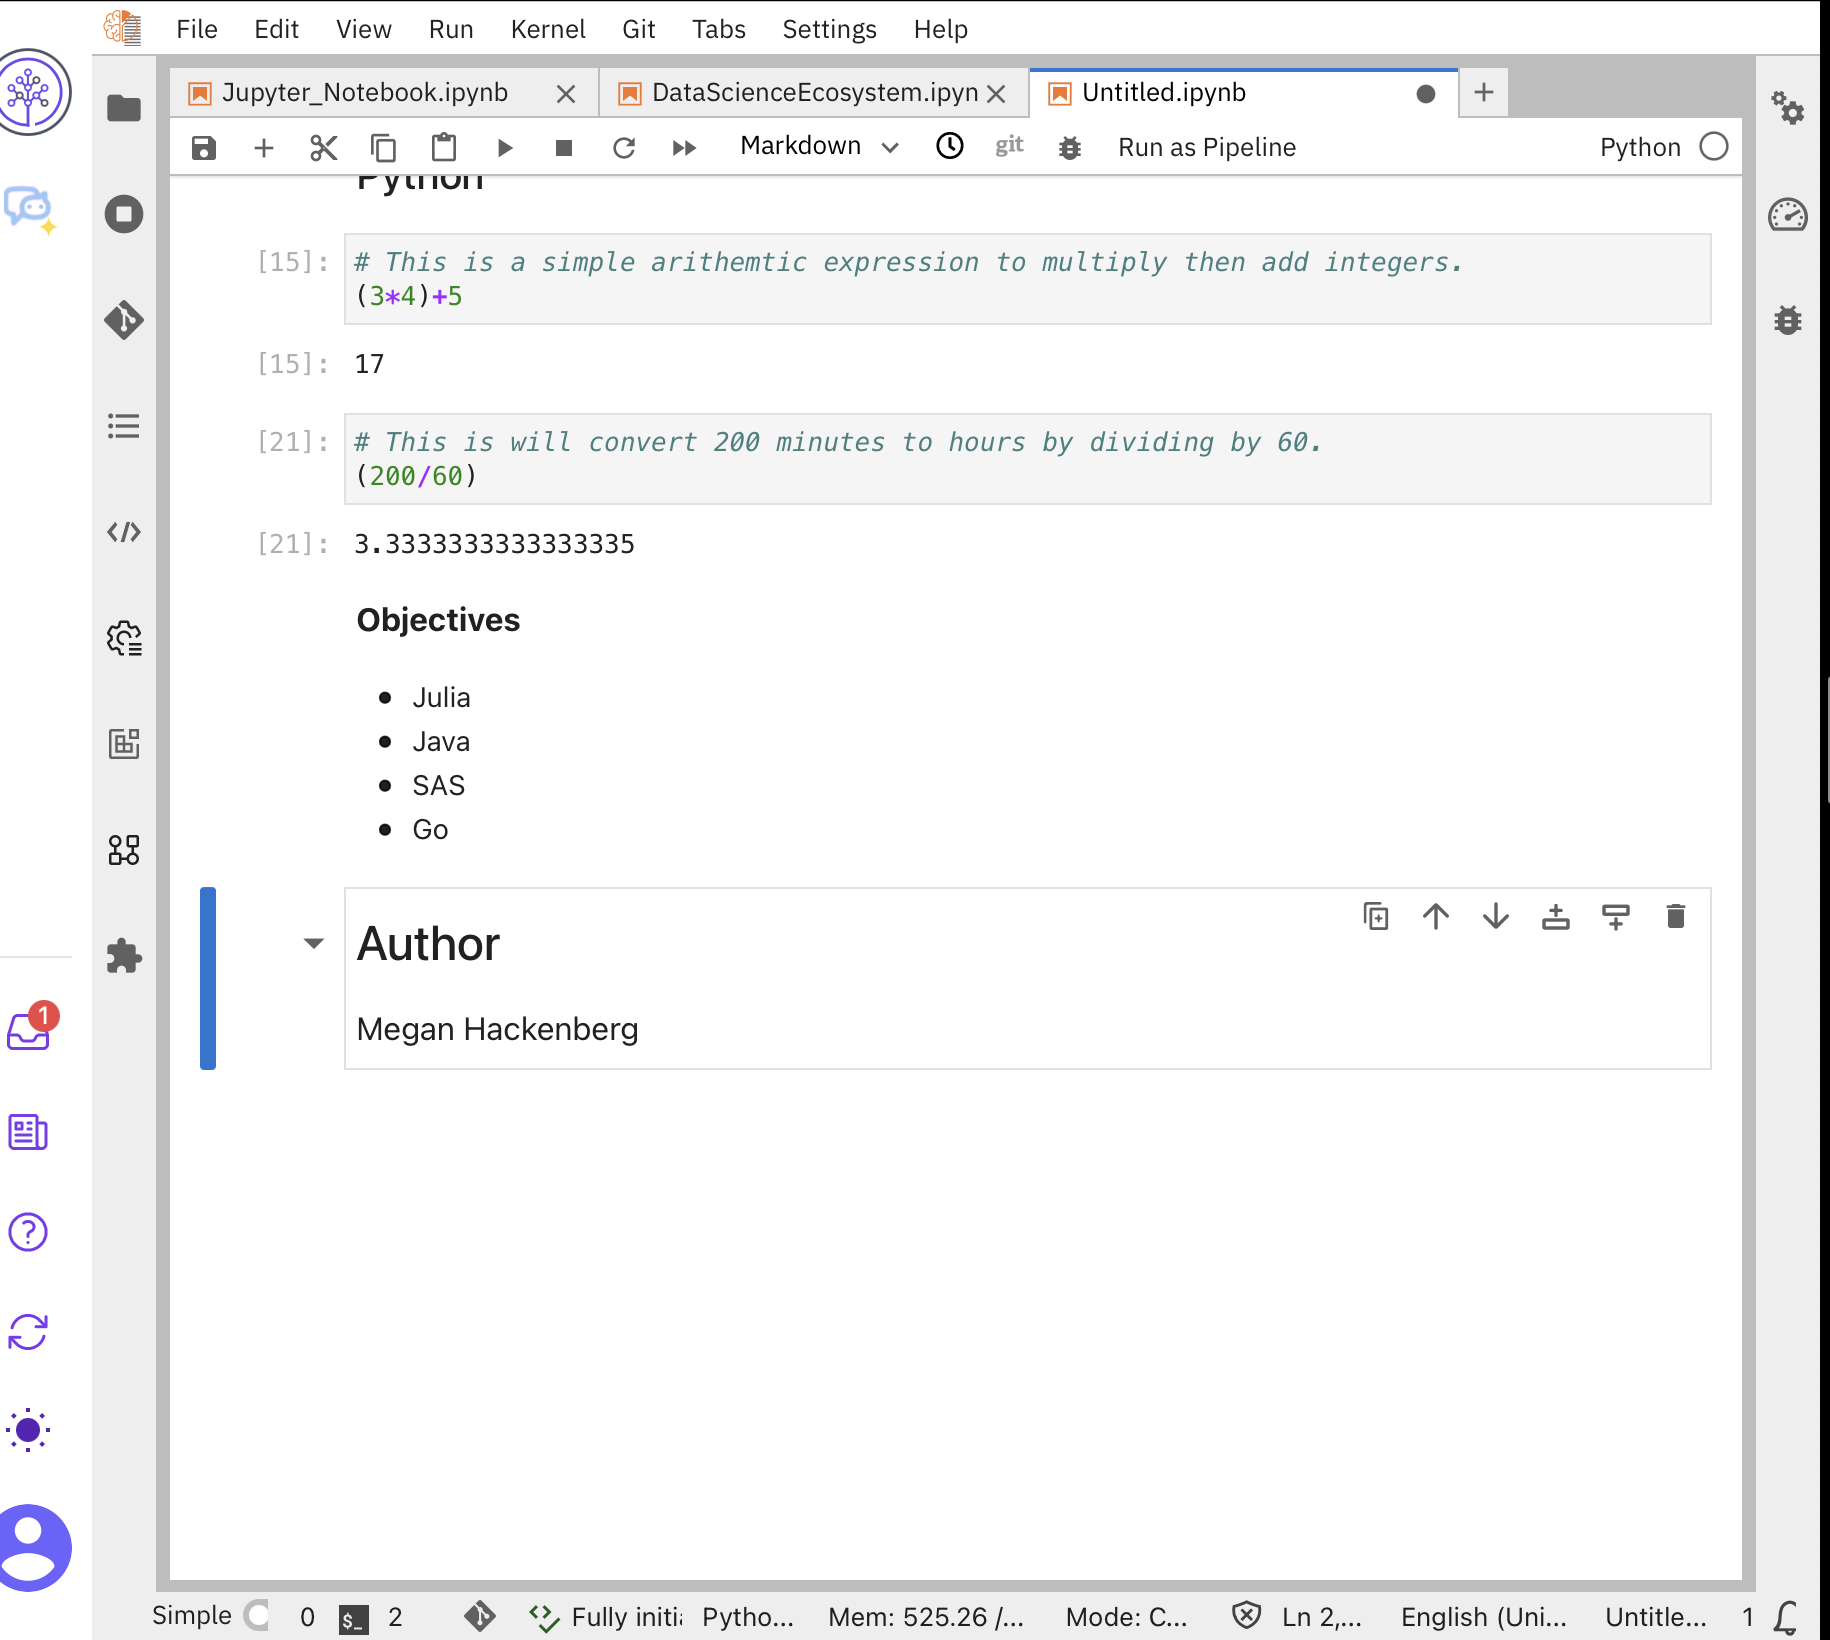 File Edit View Run Kernel Git Tabs Settings Help
Jupyter_Notebook.ipynb DataScienceEcosystem.ipyn Untitled.ipynb
Markdown git Run as Pipeline Python
Python
[15]: # This is a simple arithemtic expression to multiply then add integers.
(3*4)+5
[15]: 17
[21]: # This is will convert 200 minutes to hours by dividing by 60.
(200/60)
[21]: 3.3333333333333335
Objectives
Julia
Java
SAS
Go
Author
Megan Hackenberg
1
Simple 0 $_ 2 Fully initi Pytho... Mem: 525.26 /... Mode: C... Ln 2,... English (Uni... Untitle... 1